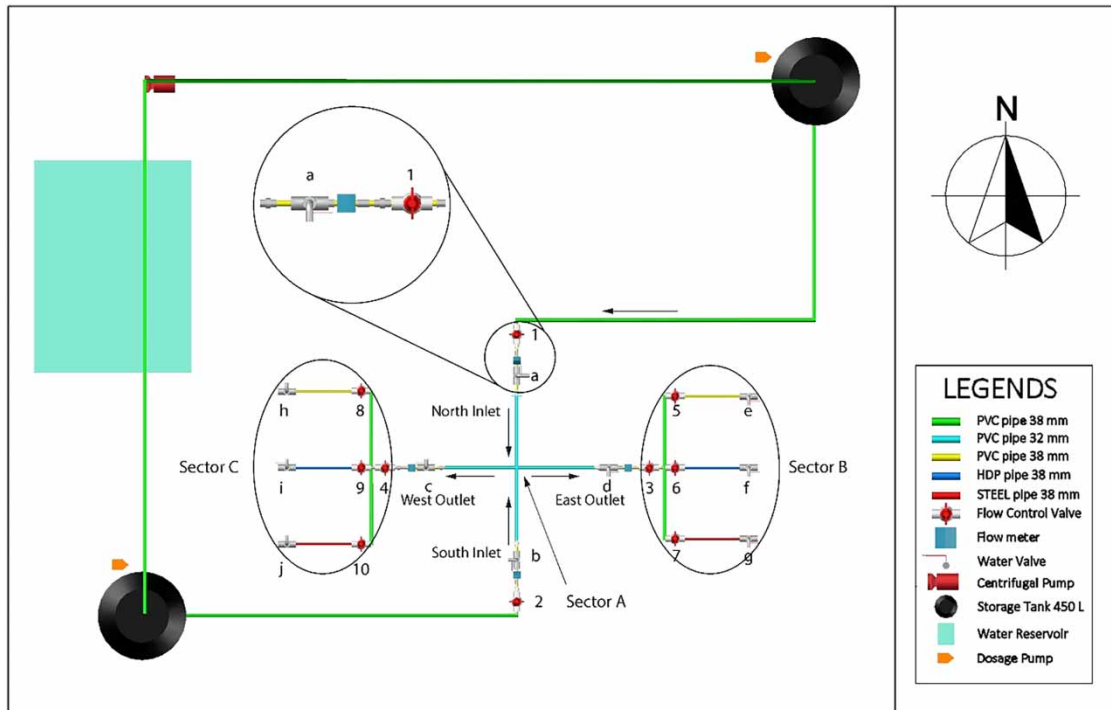 N
a
1
1
a
North Inlet
h
8
5
e
Sector C
i
9
4
c
d
3
6
f
Sector B
West Outlet
East Outlet
South Inlet
j
10
b
7
g
2
Sector A
LEGENDS
PVC pipe 38 mm
PVC pipe 32 mm
PVC pipe 38 mm
HDP pipe 38 mm
STEEL pipe 38 mm
Flow Control Valve
Flow meter
Water Valve
Centrifugal Pump
Storage Tank 450 L
Water Reservoir
Dosage Pump